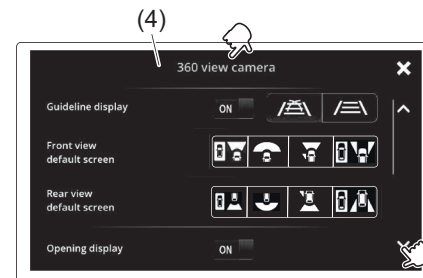 (4)
360 view camera
Guideline display ON
Front view
default screen
Rear view
default screen
Opening display ON